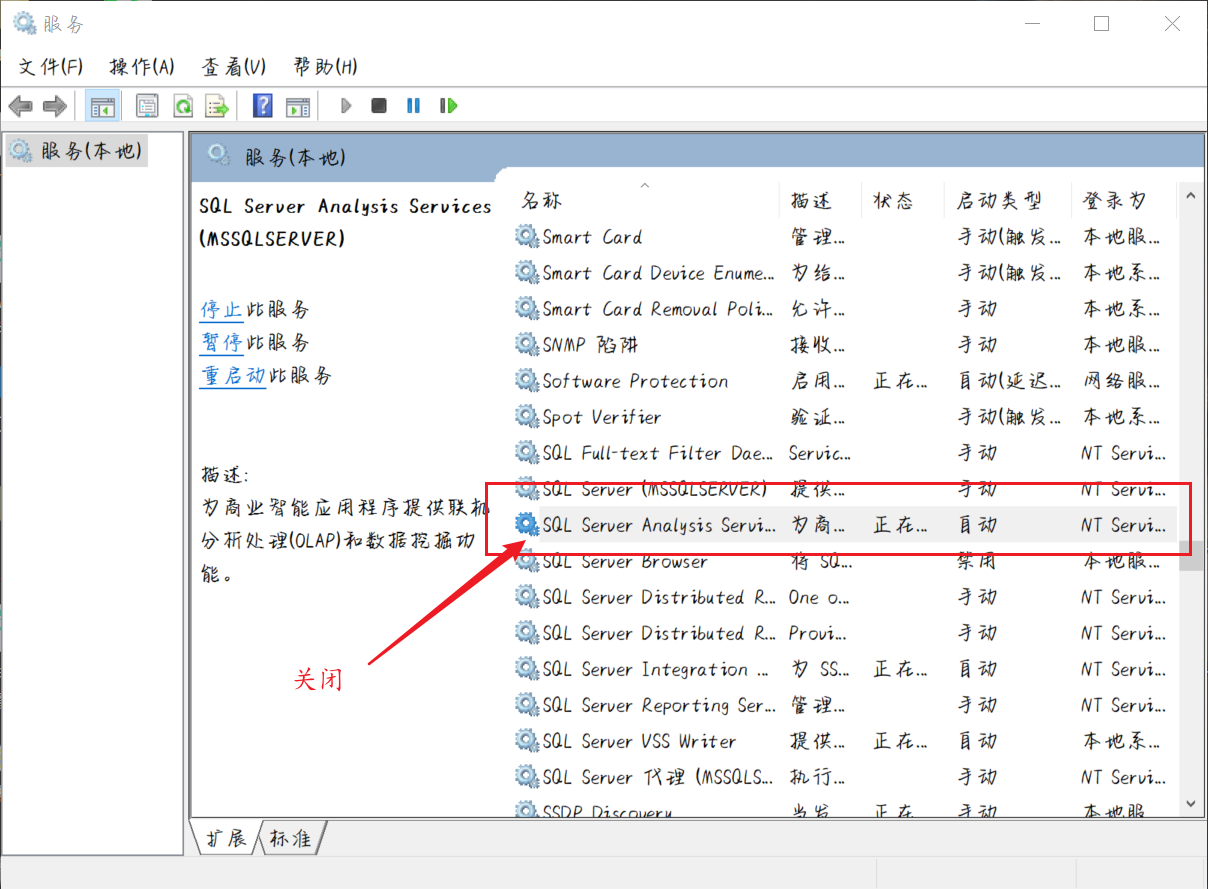 服务
文件(F) 操作(A) 查看(V) 帮助(H)
服务(本地)
服务(本地)
SQL Server Analysis Services
(MSSQLSERVER)
停止此服务
暂停此服务
重启动此服务
描述:
为商业智能应用程序提供联机
分析处理(OLAP)和数据挖掘功
能。
名称 描述 状态 启动类型 登录为
Smart Card 管理... 手动(触发... 本地服...
Smart Card Device Enume... 为给... 手动(触发... 本地系...
Smart Card Removal Poli... 允许... 手动 本地系...
SNMP 陷阱 接收... 手动 本地服...
Software Protection 启用... 正在... 自动(延迟... 网络服...
Spot Verifier 验证... 手动(触发... 本地系...
SQL Full-text Filter Dae... Servic... 手动 NT Servi...
SQL Server (MSSQLSERVER) 提供... 手动 NT Servi...
SQL Server Analysis Servi... 为商... 正在... 自动 NT Servi...
SQL Server Browser 将 SQ... 禁用 本地服...
SQL Server Distributed R... One o... 手动 NT Servi...
SQL Server Distributed R... Provi... 手动 NT Servi...
SQL Server Integration ... 为 SS... 正在... 自动 NT Servi...
SQL Server Reporting Ser... 管理... 手动 NT Servi...
SQL Server VSS Writer 提供... 正在... 自动 本地系...
SQL Server 代理 (MSSQLS... 执行... 手动 NT Servi...
SSDP Discovery 当发 正在 手动 本地服
关闭
扩展 标准